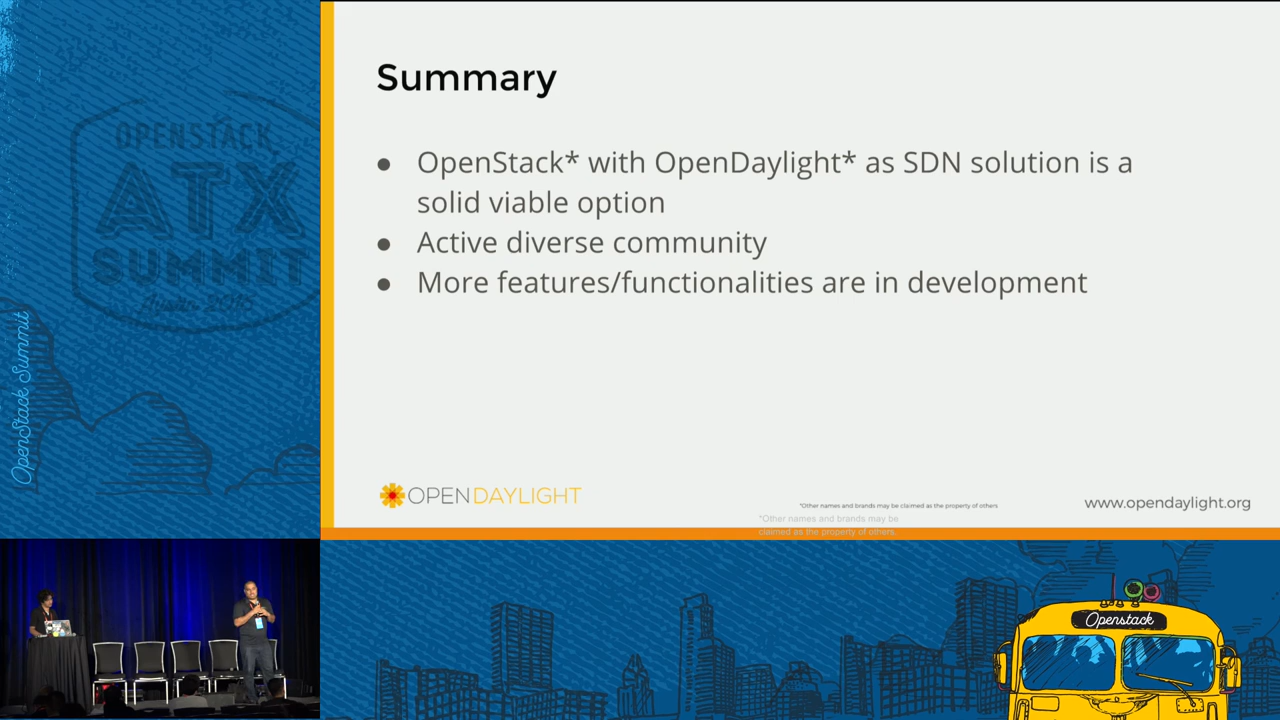 OPENSTACK
ATX
SUMMIT
Austin 2016
OpenStack Summit
Summary
● OpenStack* with OpenDaylight* as SDN solution is a
solid viable option
● Active diverse community
● More features/functionalities are in development
OPENDAYLIGHT
*Other names and brands may be claimed as the property of others
*Other names and brands may be
claimed as the property of others.
www.opendaylight.org
Openstack